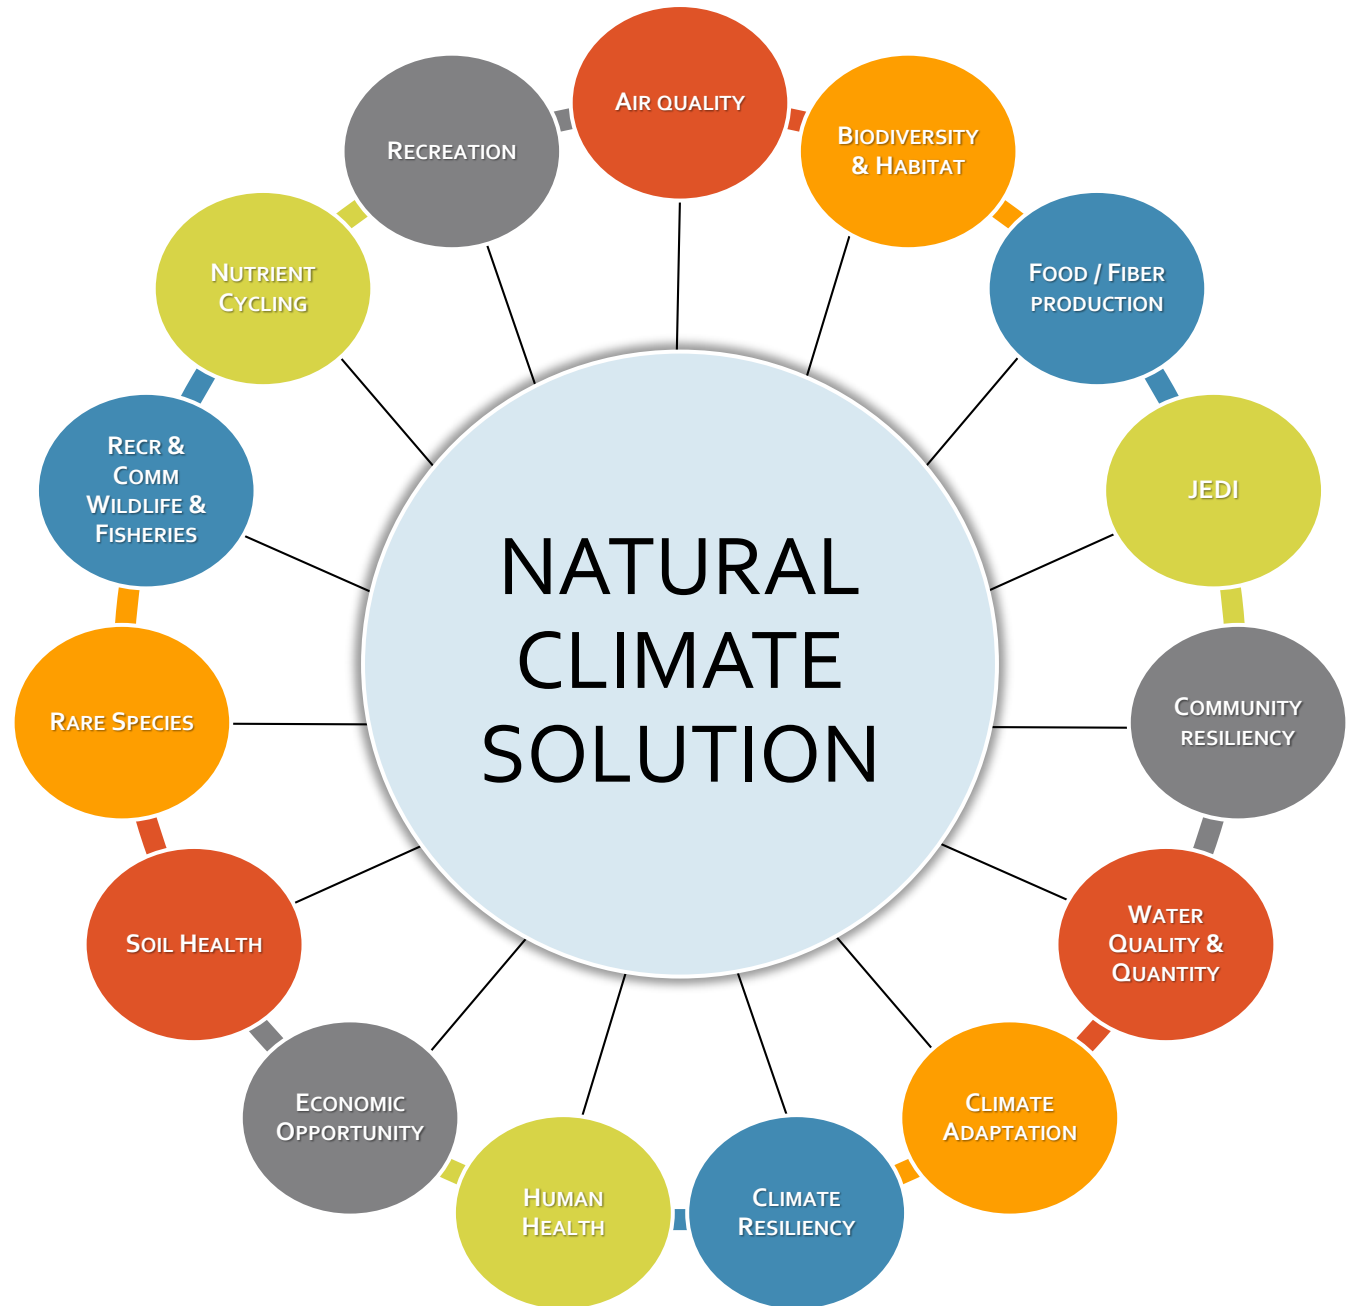 Air quality
Biodiversity
& Habitat
Food / Fiber
production
JEDI
Community
resiliency
Water
Quality &
Quantity
Climate
Adaptation
Climate
Resiliency
Human
Health
Economic
Opportunity
Soil Health
Rare Species
Recr &
Comm
Wildlife &
Fisheries
Nutrient
Cycling
Recreation
NATURAL
CLIMATE
SOLUTION